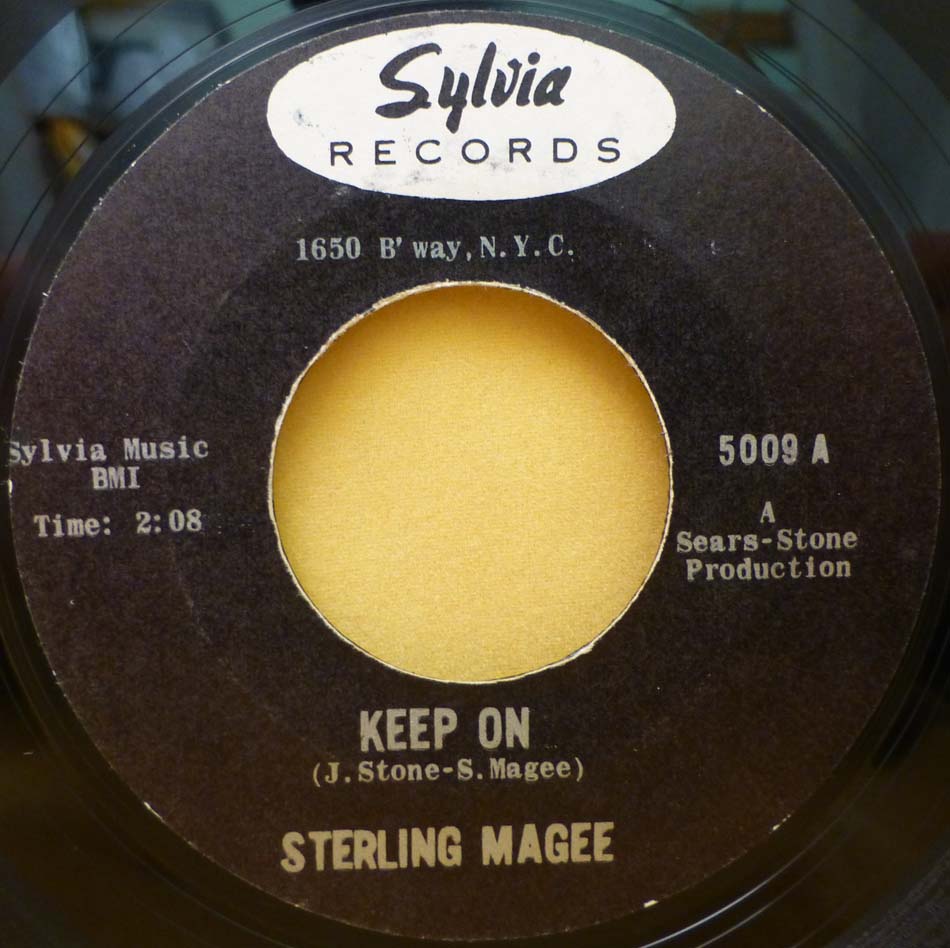 Sylvia
RECORDS
1650 B'way, N.Y.C.
Sylvia Music
BMI
Time: 2:08
5009 A
A
Sears-Stone
Production
KEEP ON
(J. Stone-S. Magee)
STERLING MAGEE